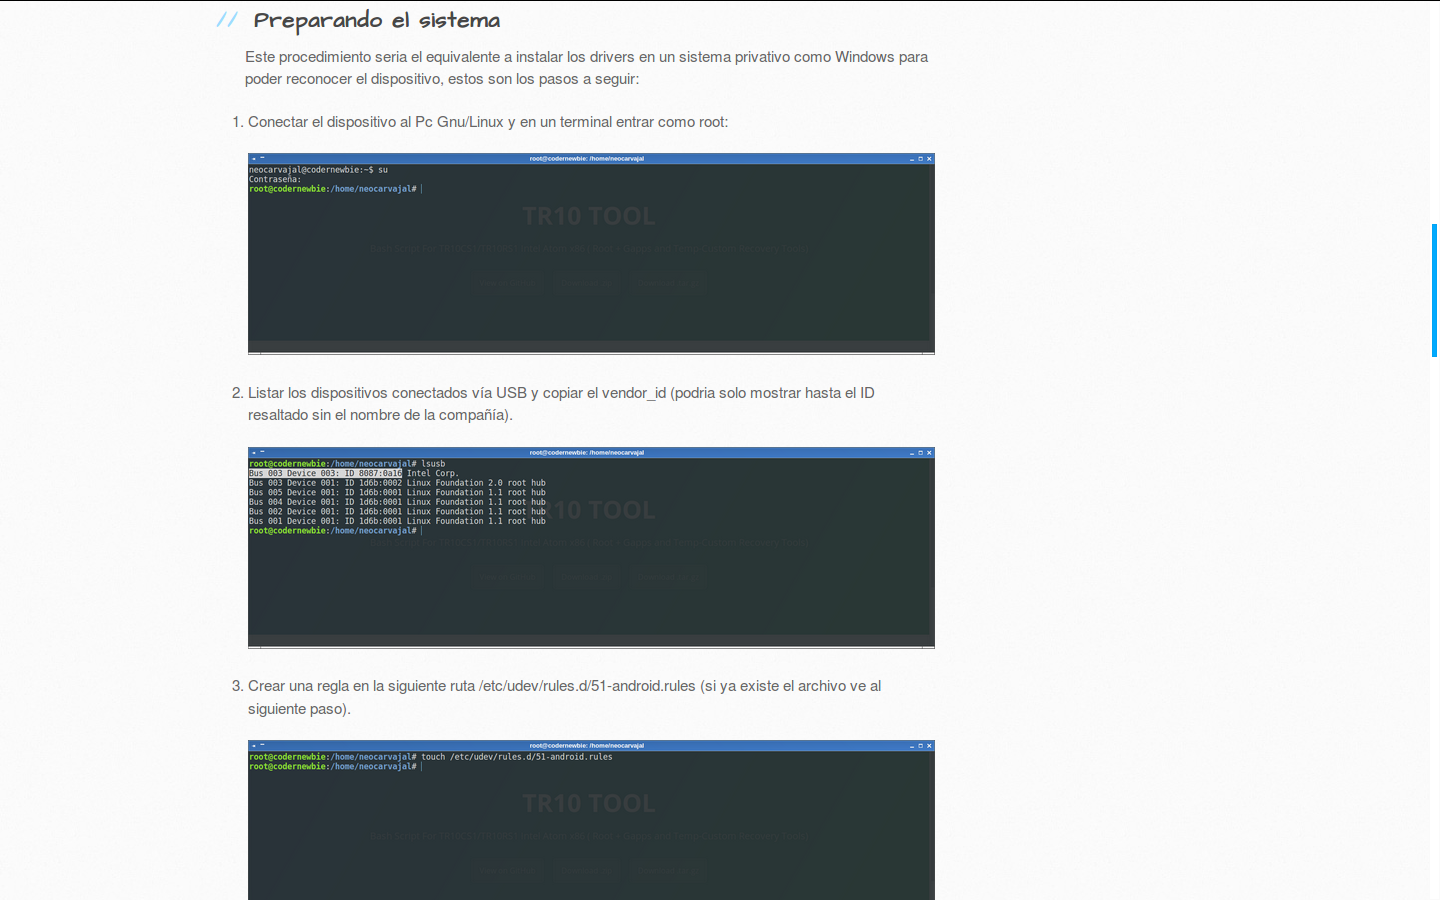 // Preparando el sistema
Este procedimiento seria el equivalente a instalar los drivers en un sistema privativo como Windows para
poder reconocer el dispositivo, estos son los pasos a seguir:
1. Conectar el dispositivo al Pc Gnu/Linux y en un terminal entrar como root:
root@codernewbie: /home/neocarvajal
neocarvajal@codernewbie:~$ su
Contraseña:
root@codernewbie:/home/neocarvajal#
TR10 TOOL
2. Listar los dispositivos conectados vía USB y copiar el vendor_id (podria solo mostrar hasta el ID
resaltado sin el nombre de la compañía).
root@codernewbie: /home/neocarvajal
root@codernewbie:/home/neocarvajal# lsusb
Bus 003 Device 003: ID 8087:0a16 Intel Corp.
Bus 003 Device 001: ID 1d6b:0002 Linux Foundation 2.0 root hub
Bus 005 Device 001: ID 1d6b:0001 Linux Foundation 1.1 root hub
Bus 004 Device 001: ID 1d6b:0001 Linux Foundation 1.1 root hub
Bus 002 Device 001: ID 1d6b:0001 Linux Foundation 1.1 root hub
Bus 001 Device 001: ID 1d6b:0001 Linux Foundation 1.1 root hub
root@codernewbie:/home/neocarvajal#
TR10 TOOL
3. Crear una regla en la siguiente ruta /etc/udev/rules.d/51-android.rules (si ya existe el archivo ve al
siguiente paso).
root@codernewbie: /home/neocarvajal
root@codernewbie:/home/neocarvajal# touch /etc/udev/rules.d/51-android.rules
root@codernewbie:/home/neocarvajal#
TR10 TOOL